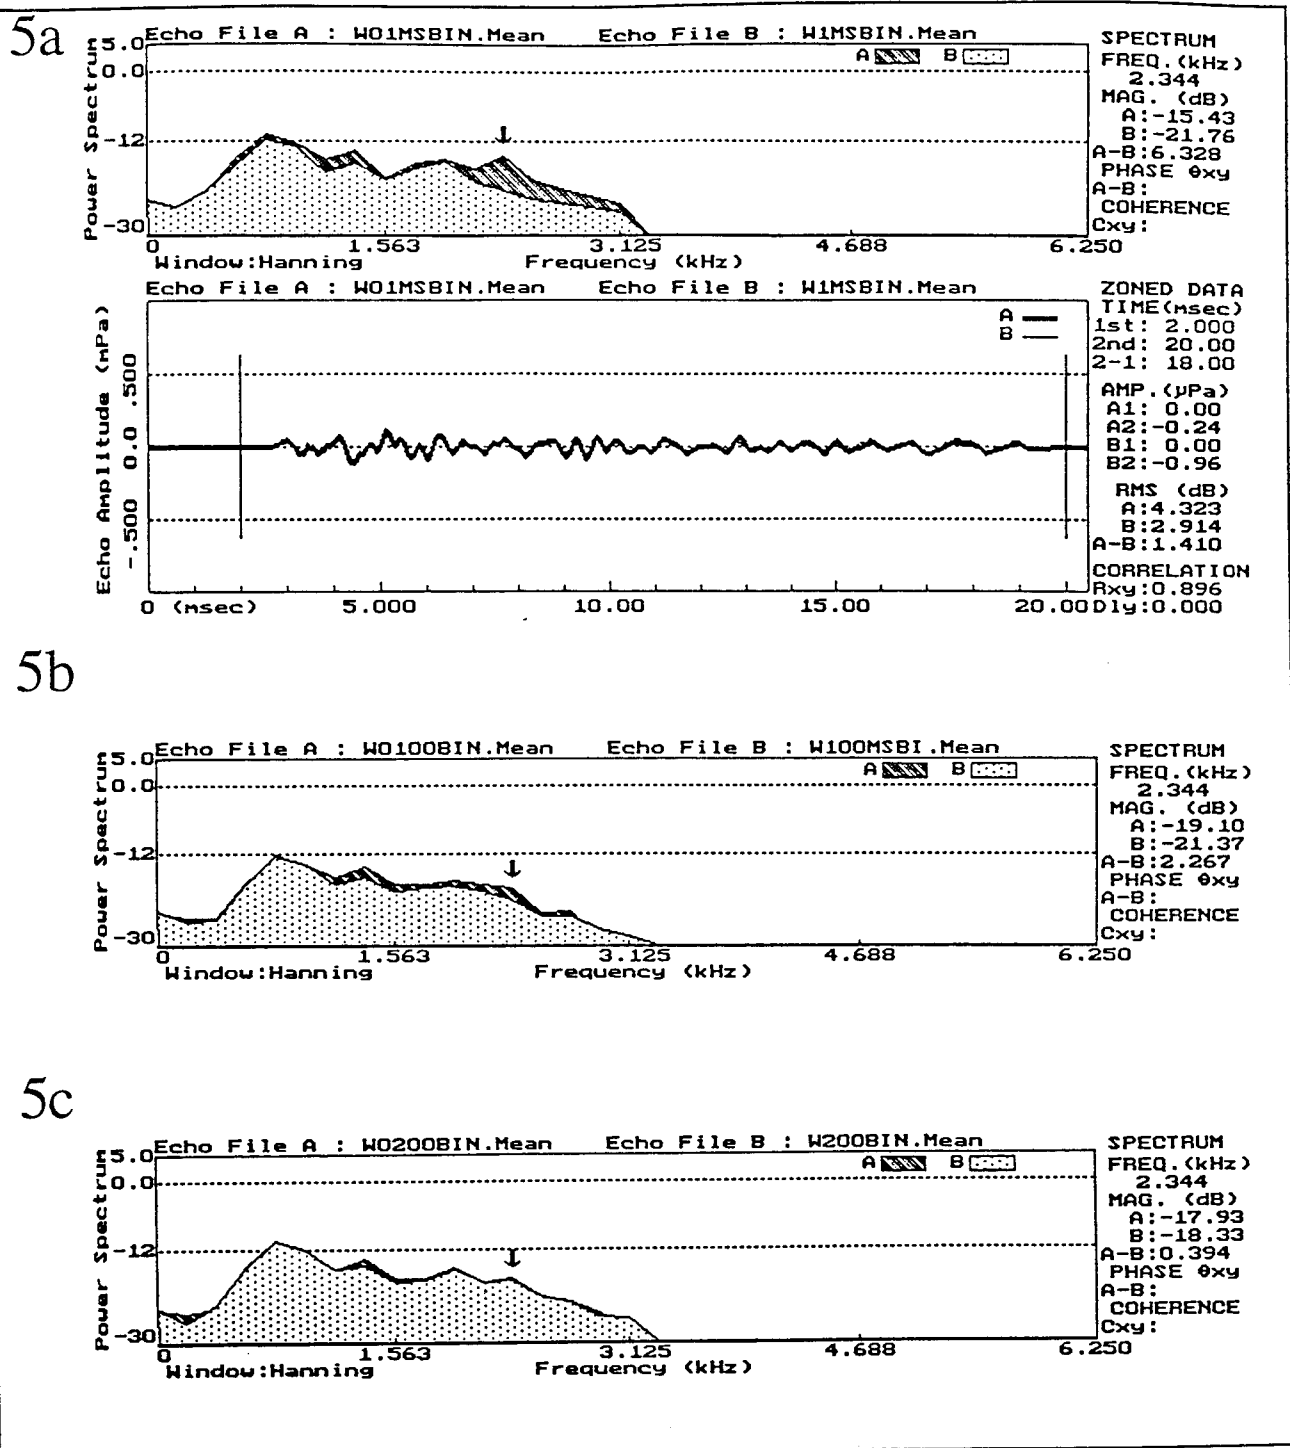 5a
Echo File A : W01MSBIN.Mean Echo File B : W1MSBIN.Mean
A B
Power Spectrum
5.0
0.0
-12
-30
0 1.563 3.125 4.688 6.250
Window:Hanning Frequency (kHz)
SPECTRUM
FREQ.(kHz)
2.344
MAG. (dB)
A:-15.43
B:-21.76
A-B:6.328
PHASE θxy
A-B:
COHERENCE
Cxy:
Echo File A : W01MSBIN.Mean Echo File B : W1MSBIN.Mean
A
B
Echo Amplitude (mPa)
.500
0.0
-.500
0 (msec) 5.000 10.00 15.00 20.00
ZONED DATA
TIME(msec)
1st: 2.000
2nd: 20.00
2-1: 18.00
AMP.(µPa)
A1: 0.00
A2:-0.24
B1: 0.00
B2:-0.96
RMS (dB)
A:4.323
B:2.914
A-B:1.410
CORRELATION
Rxy:0.896
Dly:0.000
5b
Echo File A : W0100BIN.Mean Echo File B : W100MSBI.Mean
A B
Power Spectrum
5.0
0.0
-12
-30
0 1.563 3.125 4.688 6.250
Window:Hanning Frequency (kHz)
SPECTRUM
FREQ.(kHz)
2.344
MAG. (dB)
A:-19.10
B:-21.37
A-B:2.267
PHASE θxy
A-B:
COHERENCE
Cxy:
5c
Echo File A : W0200BIN.Mean Echo File B : W200BIN.Mean
A B
Power Spectrum
5.0
0.0
-12
-30
0 1.563 3.125 4.688 6.250
Window:Hanning Frequency (kHz)
SPECTRUM
FREQ.(kHz)
2.344
MAG. (dB)
A:-17.93
B:-18.33
A-B:0.394
PHASE θxy
A-B:
COHERENCE
Cxy: